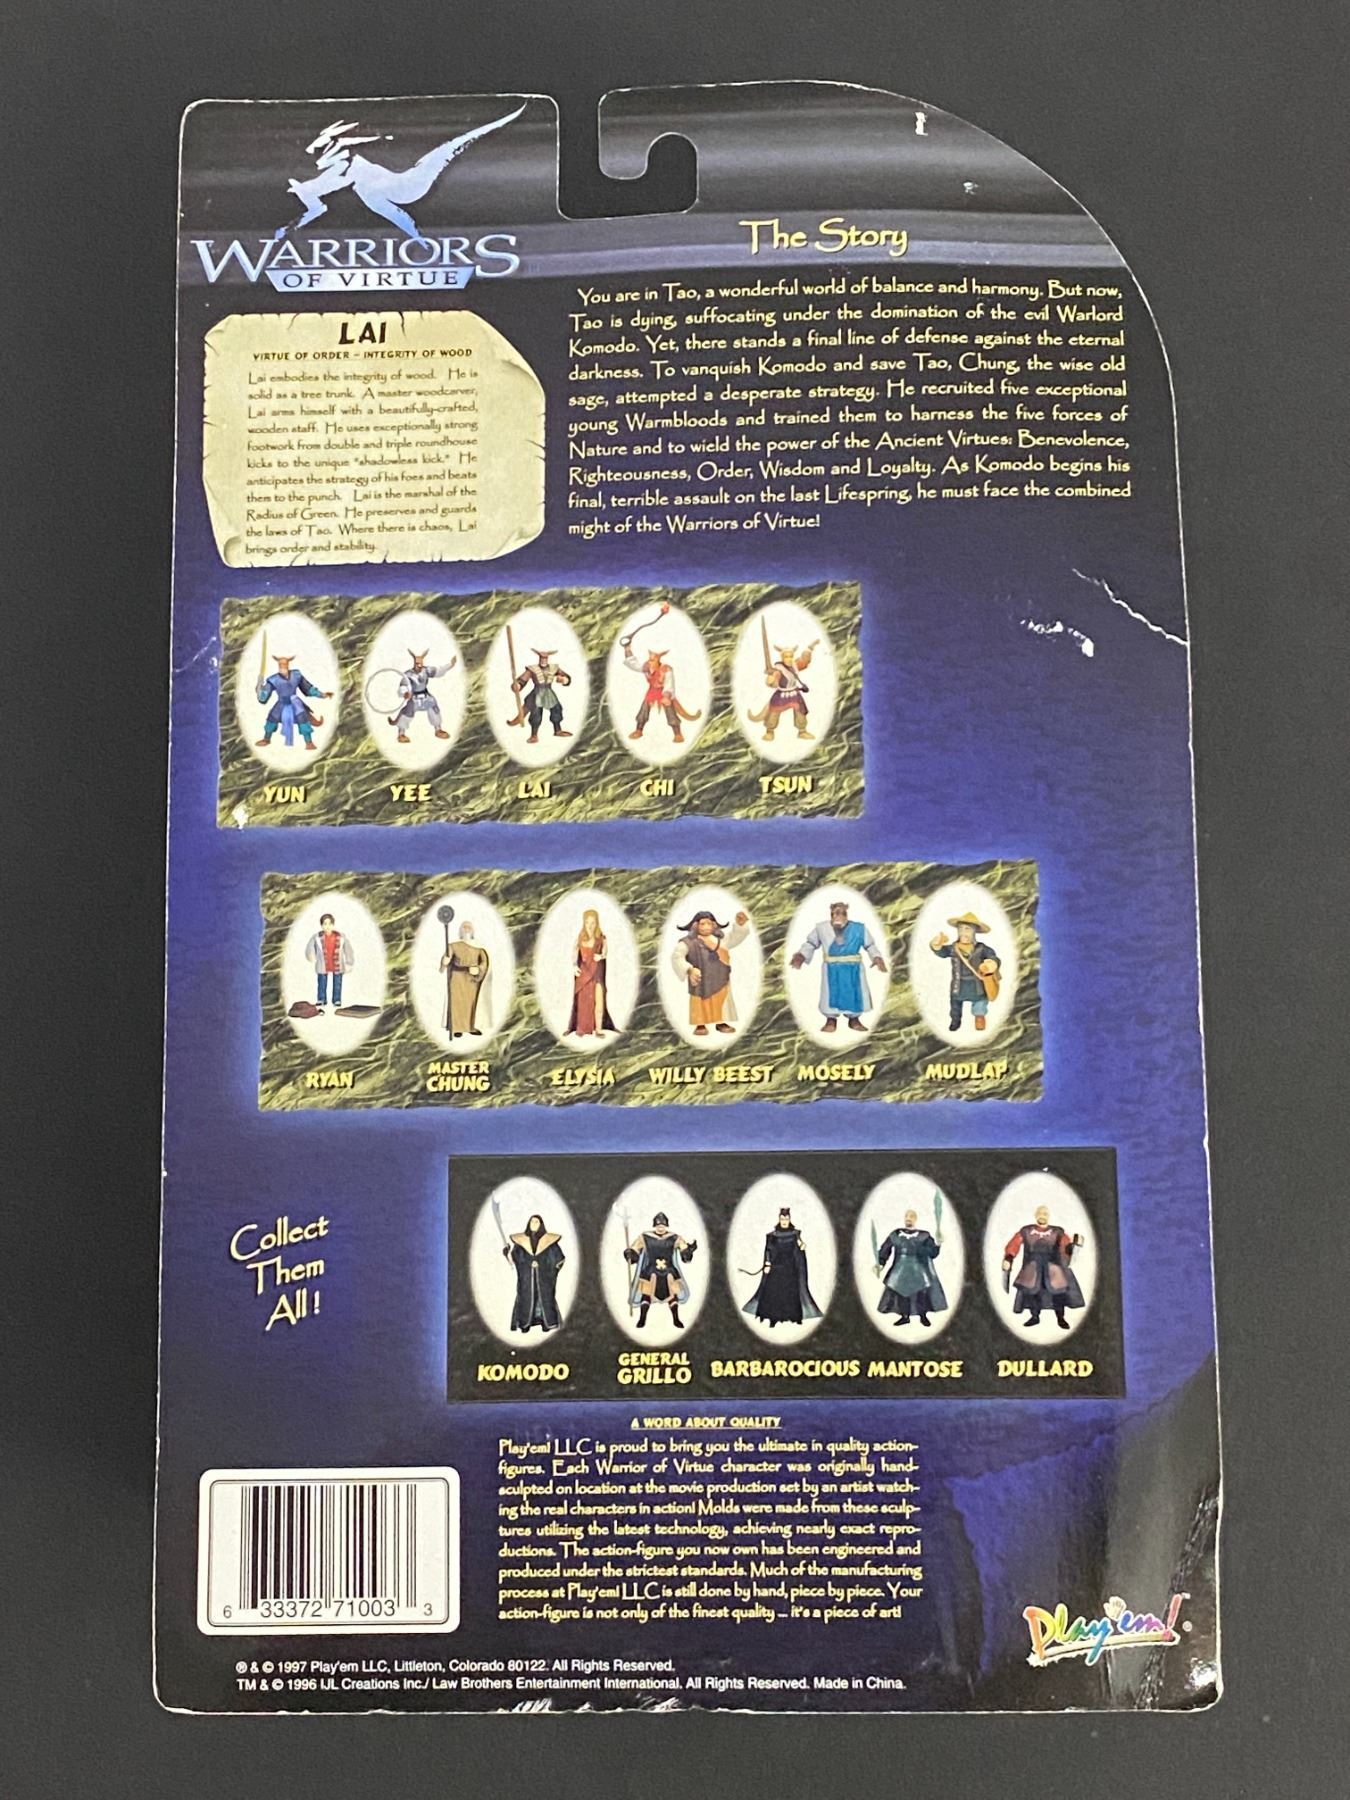 WARRIORS
OF VIRTUE
LAI
VIRTUE OF ORDER - INTEGRITY OF WOOD
Lai embodies the integrity of wood. He is
solid as a tree trunk. A master woodcarver,
Lai arms himself with a beautifully-crafted,
wooden staff. He uses exceptionally strong
footwork from double and triple roundhouse
kicks to the unique "shadowless kick." He
anticipates the strategy of his foes and beats
them to the punch. Lai is the marshal of the
Radius of Green. He preserves and guards
the laws of Tao. Where there is chaos, Lai
brings order and stability.
The Story
You are in Tao, a wonderful world of balance and harmony. But now,
Tao is dying, suffocating under the domination of the evil Warlord
Komodo. Yet, there stands a final line of defense against the eternal
darkness. To vanquish Komodo and save Tao, Chung, the wise old
sage, attempted a desperate strategy. He recruited five exceptional
young Warmbloods and trained them to harness the five forces of
Nature and to wield the power of the Ancient Virtues: Benevolence,
Righteousness, Order, Wisdom and Loyalty. As Komodo begins his
final, terrible assault on the last Lifespring, he must face the combined
might of the Warriors of Virtue!
YUN YEE LAI CHI TSUN
RYAN MASTER CHUNG ELYSIA WILLY BEEST MOSELY MUDLAP
Collect
Them
All!
KOMODO GENERAL GRILLO BARBAROCIOUS MANTOSE DULLARD
A WORD ABOUT QUALITY
Play'em! LLC is proud to bring you the ultimate in quality action-
figures. Each Warrior of Virtue character was originally hand-
sculpted on location at the movie production set by an artist watch-
ing the real characters in action! Molds were made from these sculp-
tures utilizing the latest technology, achieving nearly exact repro-
ductions. The action-figure you now own has been engineered and
produced under the strictest standards. Much of the manufacturing
process at Play'em! LLC is still done by hand, piece by piece. Your
action-figure is not only of the finest quality ... it's a piece of art!
6 33372 71003 3
Play'em!®
® & © 1997 Play'em LLC, Littleton, Colorado 80122. All Rights Reserved.
TM & © 1996 IJL Creations Inc./ Law Brothers Entertainment International. All Rights Reserved. Made in China.